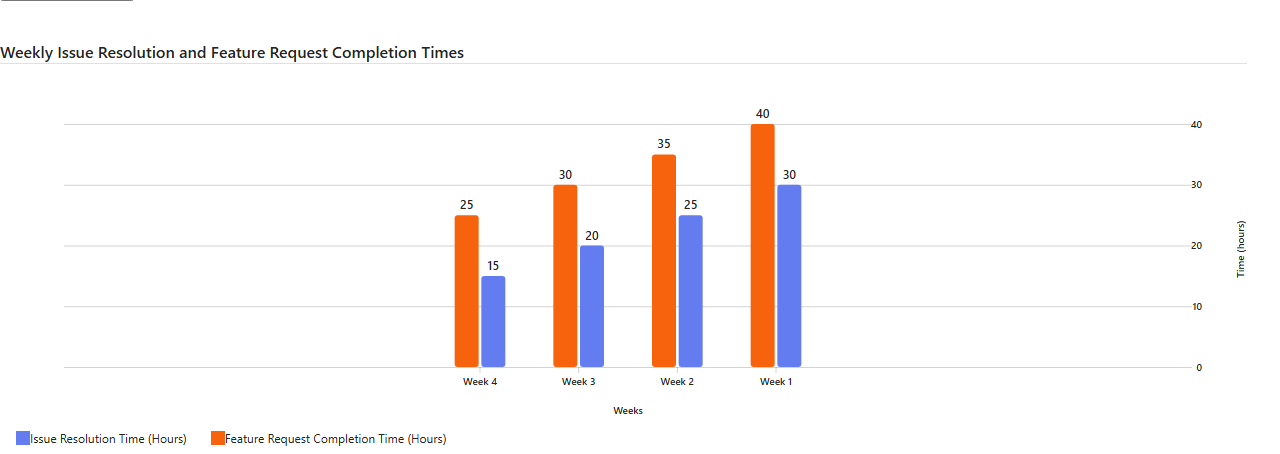 Weekly Issue Resolution and Feature Request Completion Times
40
35
30
30
25
25
20
15
40
30
20
10
0
Time (hours)
Week 4 Week 3 Week 2 Week 1
Weeks
Issue Resolution Time (Hours) Feature Request Completion Time (Hours)